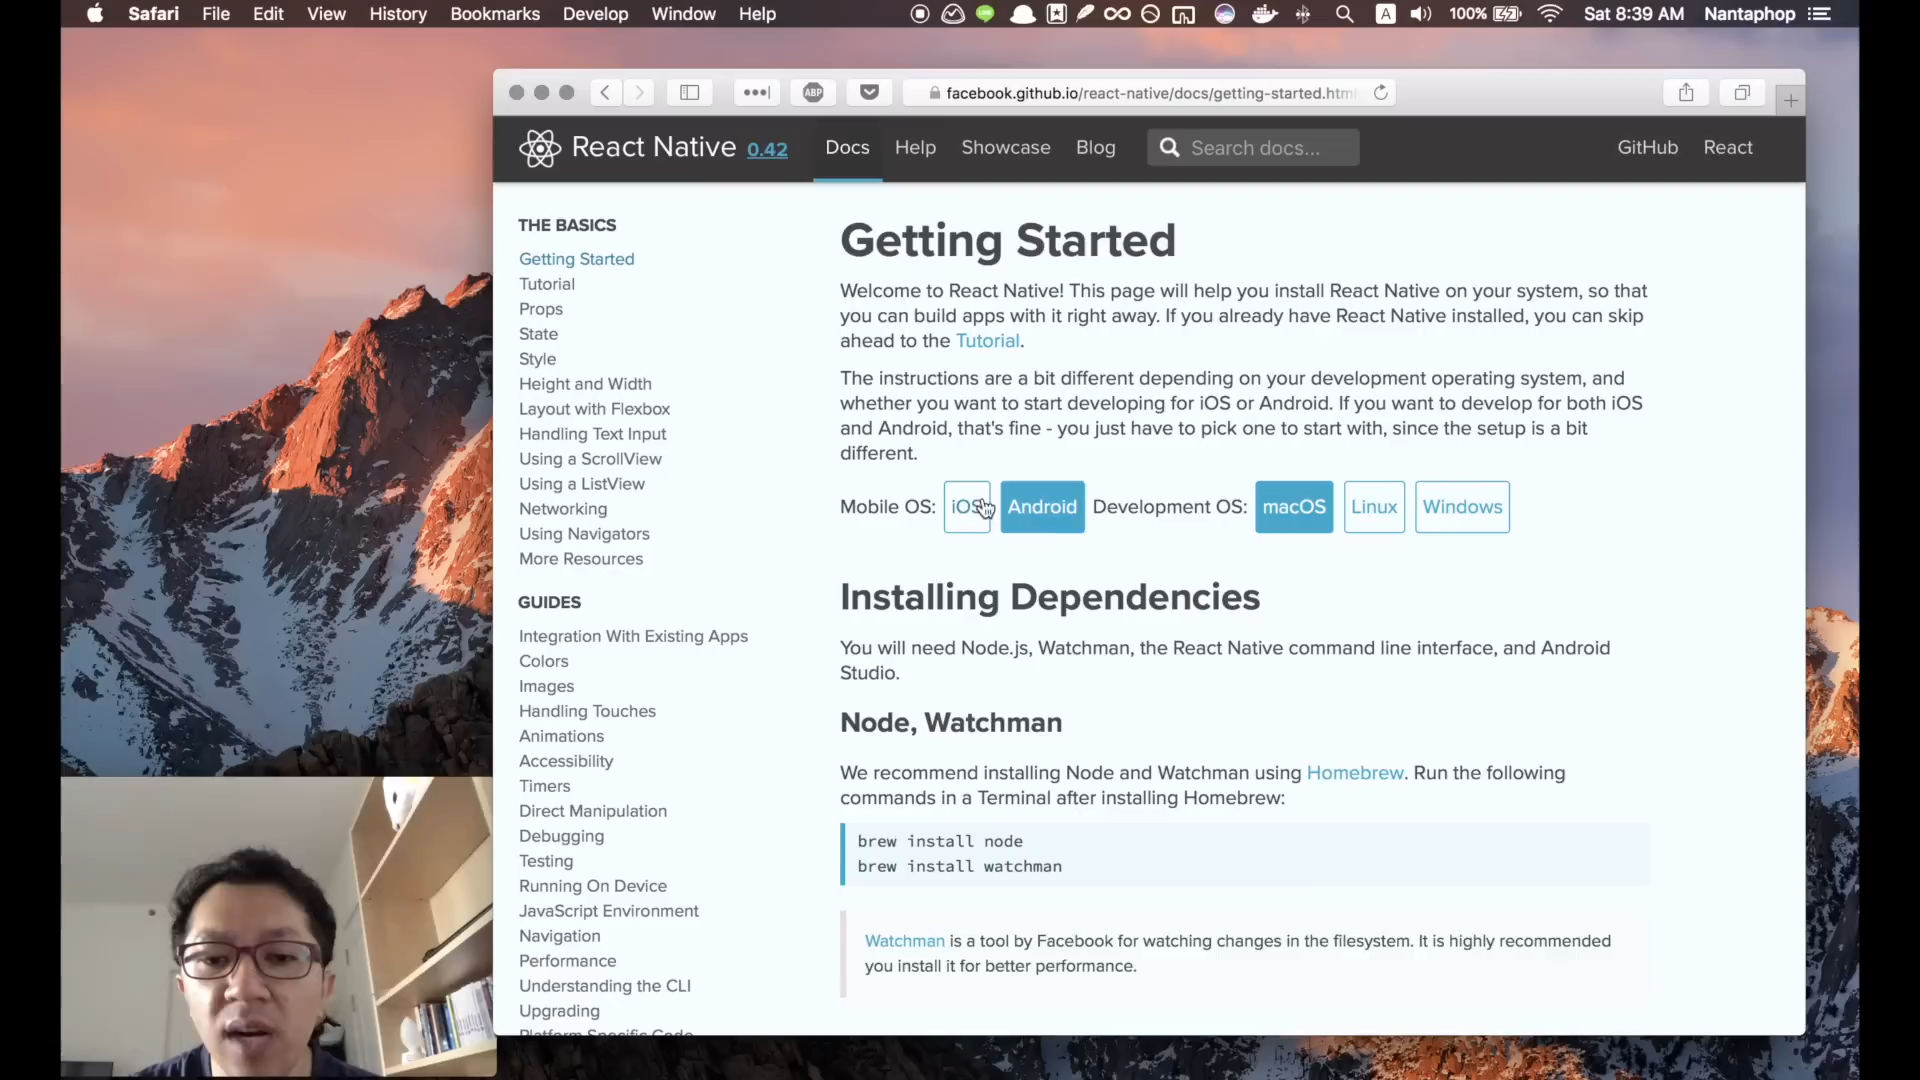 Safari File Edit View History Bookmarks Develop Window Help
A 100% Sat 8:39 AM Nantaphop
ABP
facebook.github.io/react-native/docs/getting-started.html
React Native 0.42 Docs Help Showcase Blog Search docs... GitHub React
THE BASICS
Getting Started
Tutorial
Props
State
Style
Height and Width
Layout with Flexbox
Handling Text Input
Using a ScrollView
Using a ListView
Networking
Using Navigators
More Resources
GUIDES
Integration With Existing Apps
Colors
Images
Handling Touches
Animations
Accessibility
Timers
Direct Manipulation
Debugging
Testing
Running On Device
JavaScript Environment
Navigation
Performance
Understanding the CLI
Upgrading
Platform Specific Code
Getting Started
Welcome to React Native! This page will help you install React Native on your system, so that
you can build apps with it right away. If you already have React Native installed, you can skip
ahead to the Tutorial.
The instructions are a bit different depending on your development operating system, and
whether you want to start developing for iOS or Android. If you want to develop for both iOS
and Android, that's fine - you just have to pick one to start with, since the setup is a bit
different.
Mobile OS: iOS Android Development OS: macOS Linux Windows
Installing Dependencies
You will need Node.js, Watchman, the React Native command line interface, and Android
Studio.
Node, Watchman
We recommend installing Node and Watchman using Homebrew. Run the following
commands in a Terminal after installing Homebrew:
brew install node
brew install watchman
Watchman is a tool by Facebook for watching changes in the filesystem. It is highly recommended
you install it for better performance.